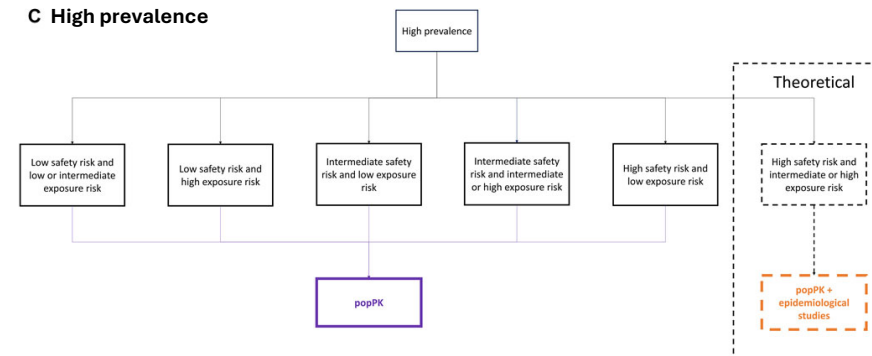 C High prevalence
High prevalence
Theoretical
Low safety risk and
low or intermediate
exposure risk
Low safety risk and
high exposure risk
Intermediate safety
risk and low exposure
risk
Intermediate safety
risk and intermediate
or high exposure risk
High safety risk and
low exposure risk
High safety risk and
intermediate or high
exposure risk
popPK
popPK +
epidemiological
studies